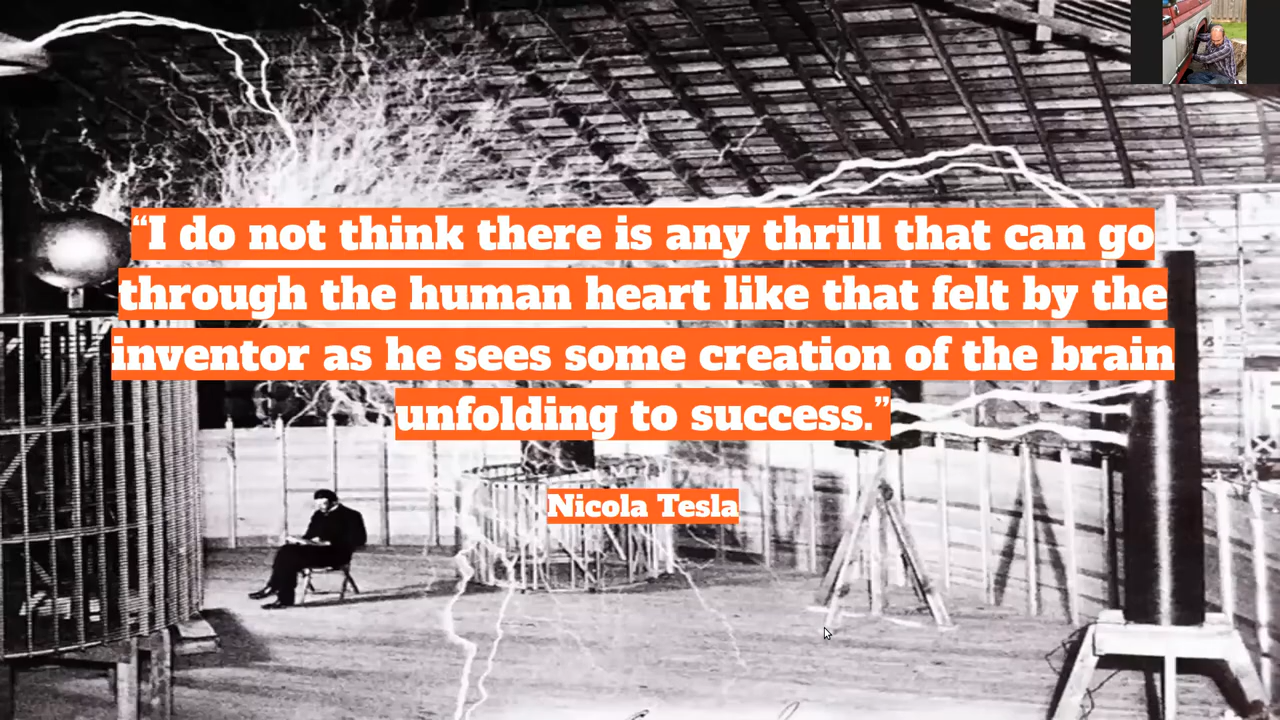 “I do not think there is any thrill that can go
through the human heart like that felt by the
inventor as he sees some creation of the brain
unfolding to success.”
Nicola Tesla